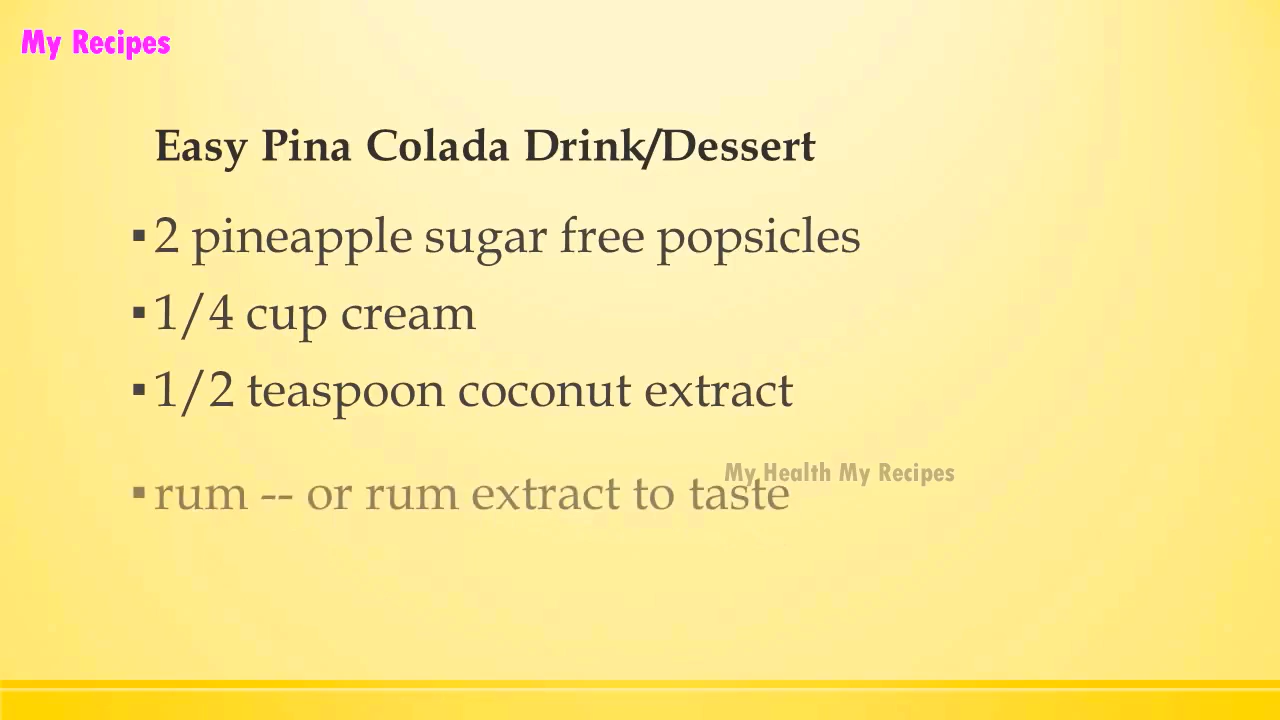 My Recipes
Easy Pina Colada Drink/Dessert
▪2 pineapple sugar free popsicles
▪1/4 cup cream
▪1/2 teaspoon coconut extract
My Health My Recipes
▪rum -- or rum extract to taste